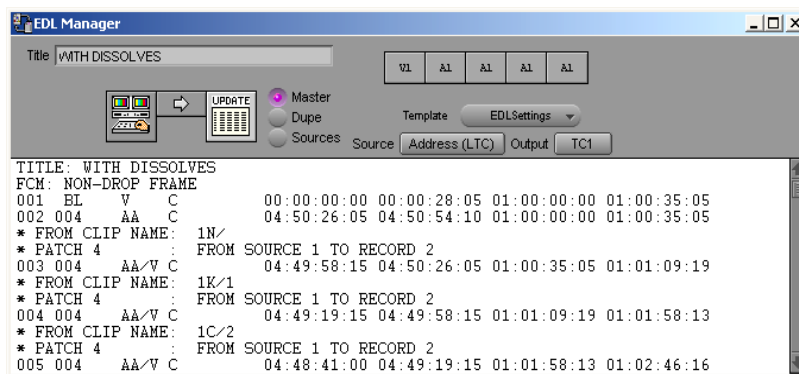 EDL Manager
Title WITH DISSOLVES
V1 A1 A1 A1 A1
UPDATE
Master
Dupe
Sources
Template EDLSettings
Source Address (LTC) Output TC1
TITLE: WITH DISSOLVES
FCM: NON-DROP FRAME
001 BL V C 00:00:00:00 00:00:28:05 01:00:00:00 01:00:35:05
002 004 AA C 04:50:26:05 04:50:54:10 01:00:00:00 01:00:35:05
* FROM CLIP NAME: 1N/
* PATCH 4 : FROM SOURCE 1 TO RECORD 2
003 004 AA/V C 04:49:58:15 04:50:26:05 01:00:35:05 01:01:09:19
* FROM CLIP NAME: 1K/1
* PATCH 4 : FROM SOURCE 1 TO RECORD 2
004 004 AA/V C 04:49:19:15 04:49:58:15 01:01:09:19 01:01:58:13
* FROM CLIP NAME: 1C/2
* PATCH 4 : FROM SOURCE 1 TO RECORD 2
005 004 AA/V C 04:48:41:00 04:49:19:15 01:01:58:13 01:02:46:16